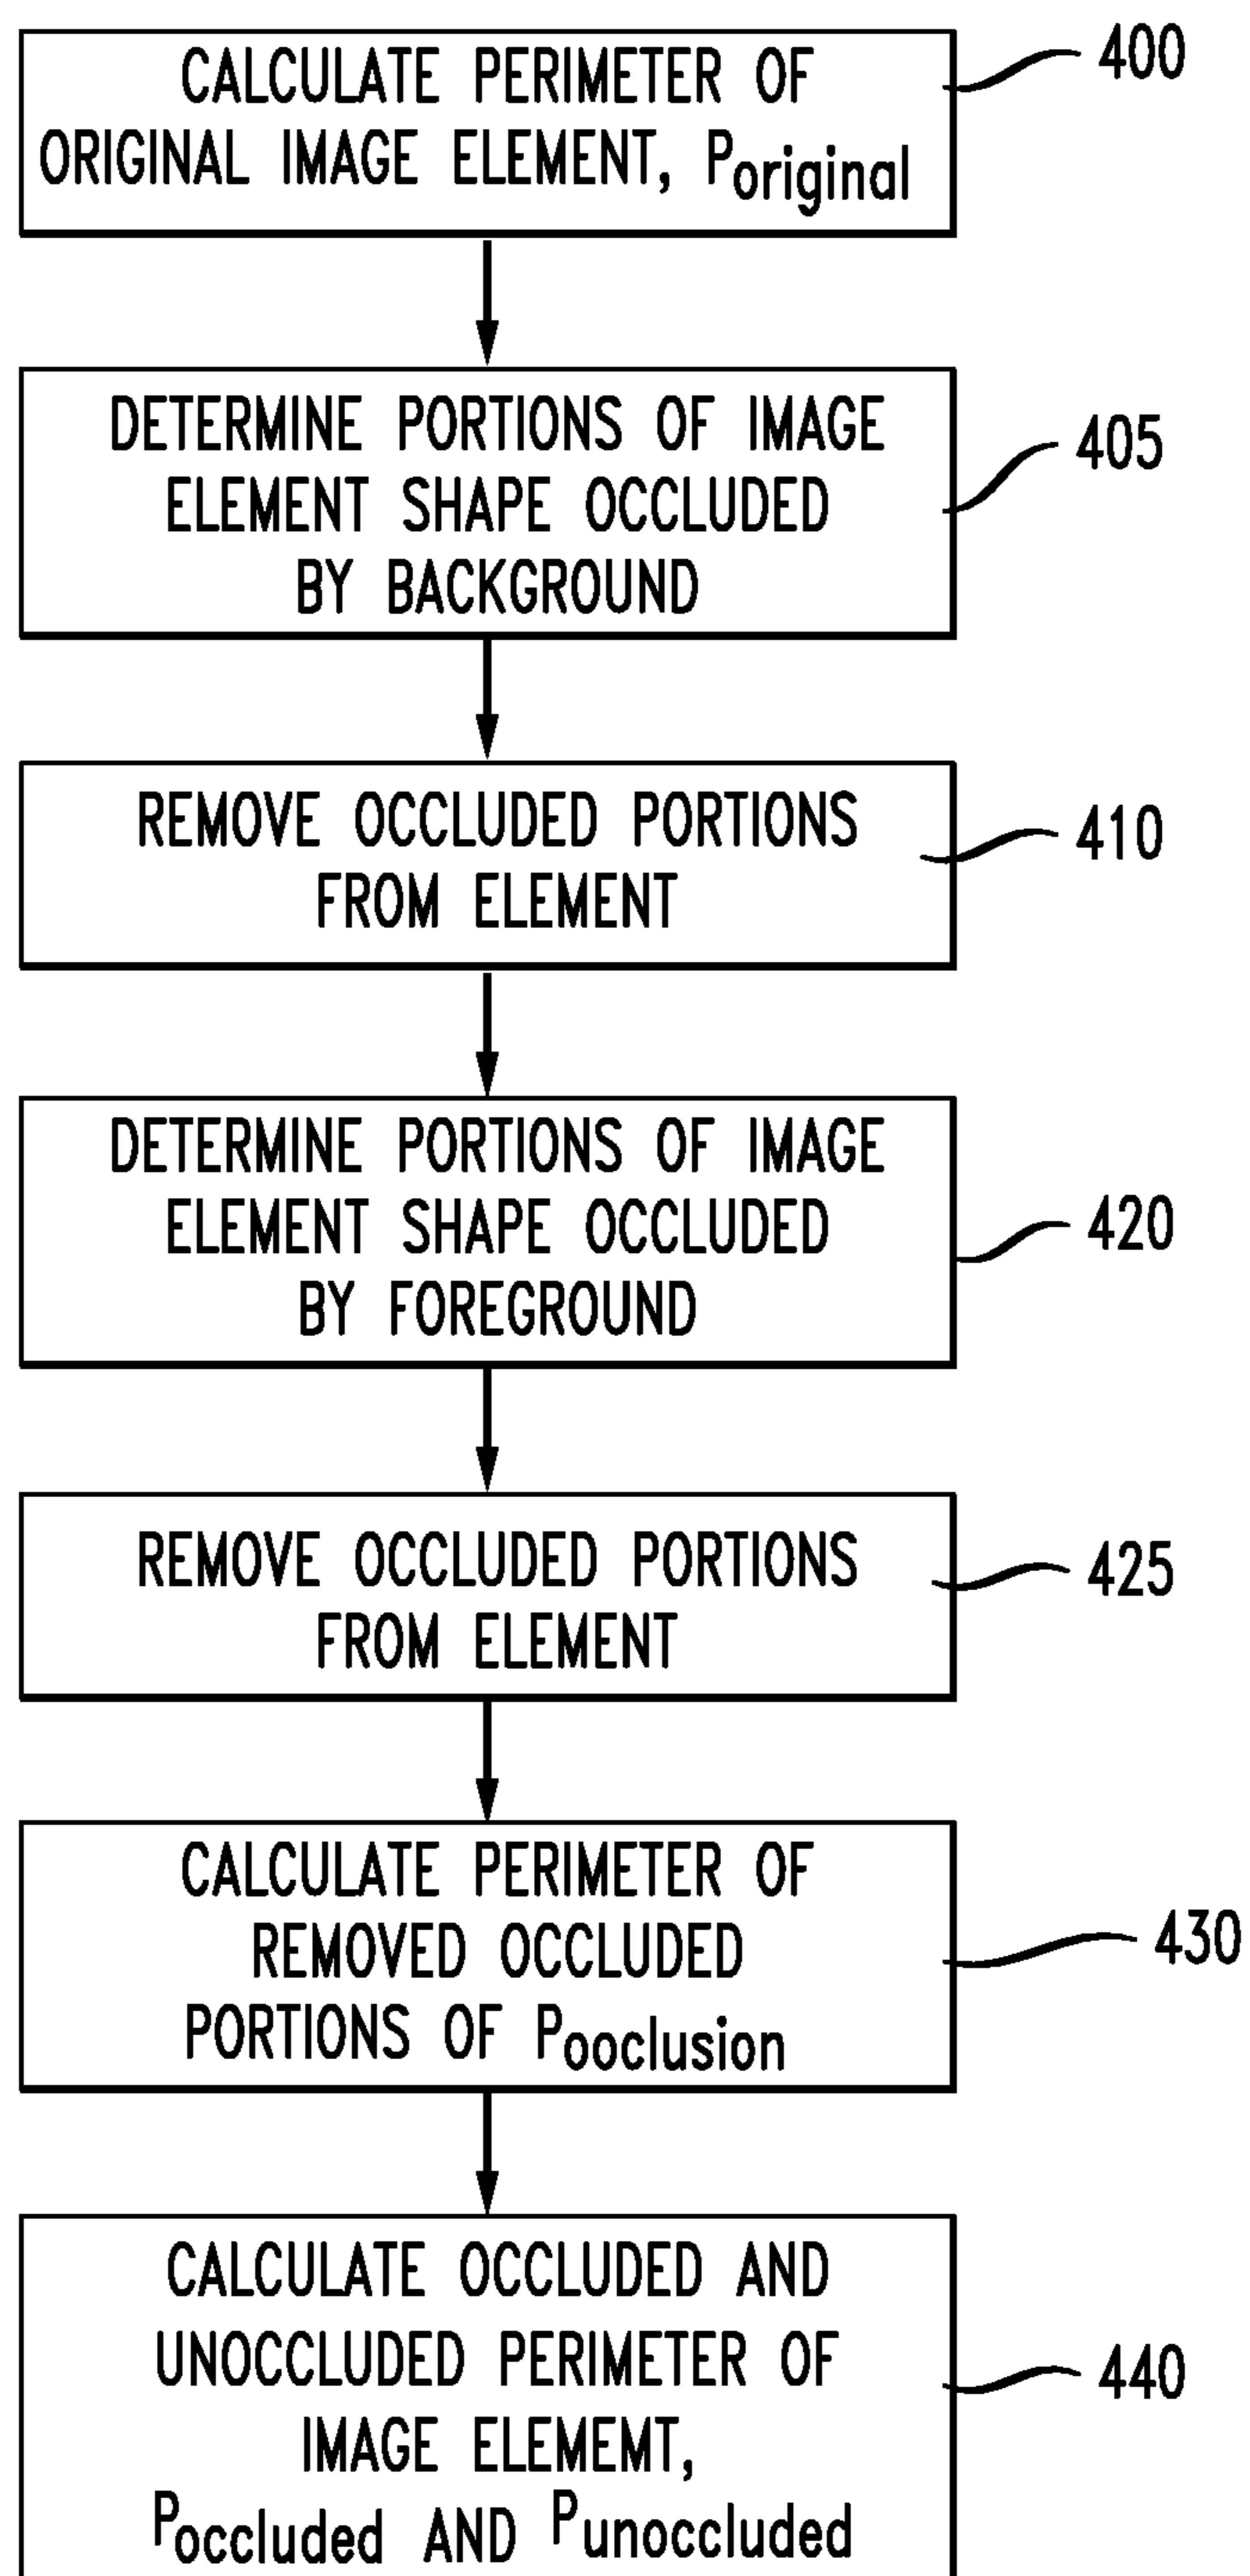 CALCULATE PERIMETER OF
ORIGINAL IMAGE ELEMENT, Poriginal
400
DETERMINE PORTIONS OF IMAGE
ELEMENT SHAPE OCCLUDED
BY BACKGROUND
405
REMOVE OCCLUDED PORTIONS
FROM ELEMENT
410
DETERMINE PORTIONS OF IMAGE
ELEMENT SHAPE OCCLUDED
BY FOREGROUND
420
REMOVE OCCLUDED PORTIONS
FROM ELEMENT
425
CALCULATE PERIMETER OF
REMOVED OCCLUDED
PORTIONS OF Pooclusion
430
CALCULATE OCCLUDED AND
UNOCCLUDED PERIMETER OF
IMAGE ELEMEMT,
Poccluded AND Punoccluded
440